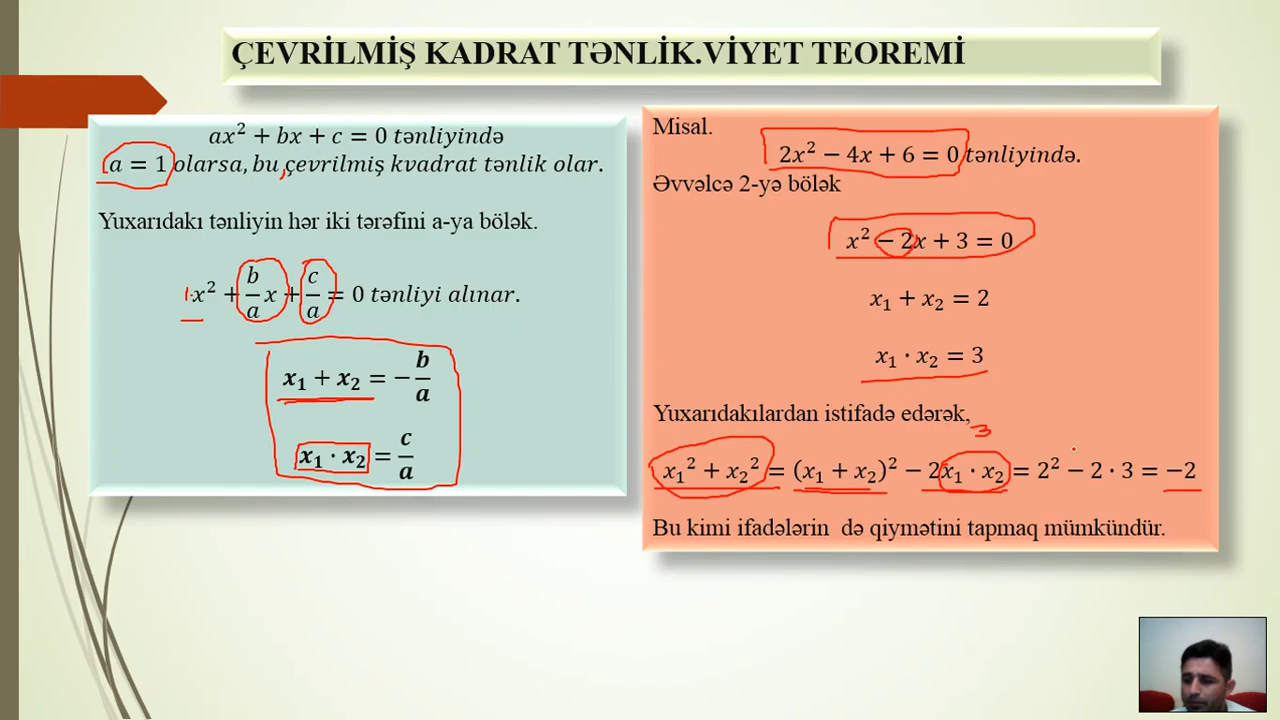 ÇEVRİLMİŞ KADRAT TƏNLİK.VİYET TEOREMİ
ax² + bx + c = 0 tənliyində
a = 1 olarsa, bu çevrilmiş kvadrat tənlik olar.
Yuxarıdakı tənliyin hər iki tərəfini a-ya bölək.
1·x² + b/a x + c/a = 0 tənliyi alınar.
x₁ + x₂ = − b/a
x₁ · x₂ = c/a
Misal.
2x² − 4x + 6 = 0 tənliyində.
Əvvəlcə 2-yə bölək
x² − 2x + 3 = 0
x₁ + x₂ = 2
x₁ · x₂ = 3
Yuxarıdakılardan istifadə edərək,
3
x₁² + x₂² = (x₁ + x₂)² − 2x₁ · x₂ = 2² − 2 · 3 = −2
Bu kimi ifadələrin də qiymətini tapmaq mümkündür.